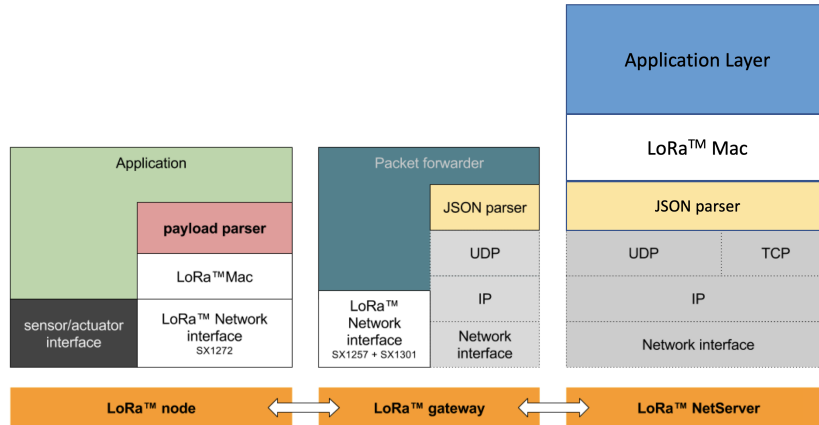 Application
payload parser
LoRa™Mac
sensor/actuator
interface
LoRa™ Network
interface
SX1272
LoRa™ node
Packet forwarder
JSON parser
UDP
IP
LoRa™
Network
interface
SX1257 + SX1301
Network
interface
LoRa™ gateway
Application Layer
LoRa™ Mac
JSON parser
UDP
TCP
IP
Network interface
LoRa™ NetServer